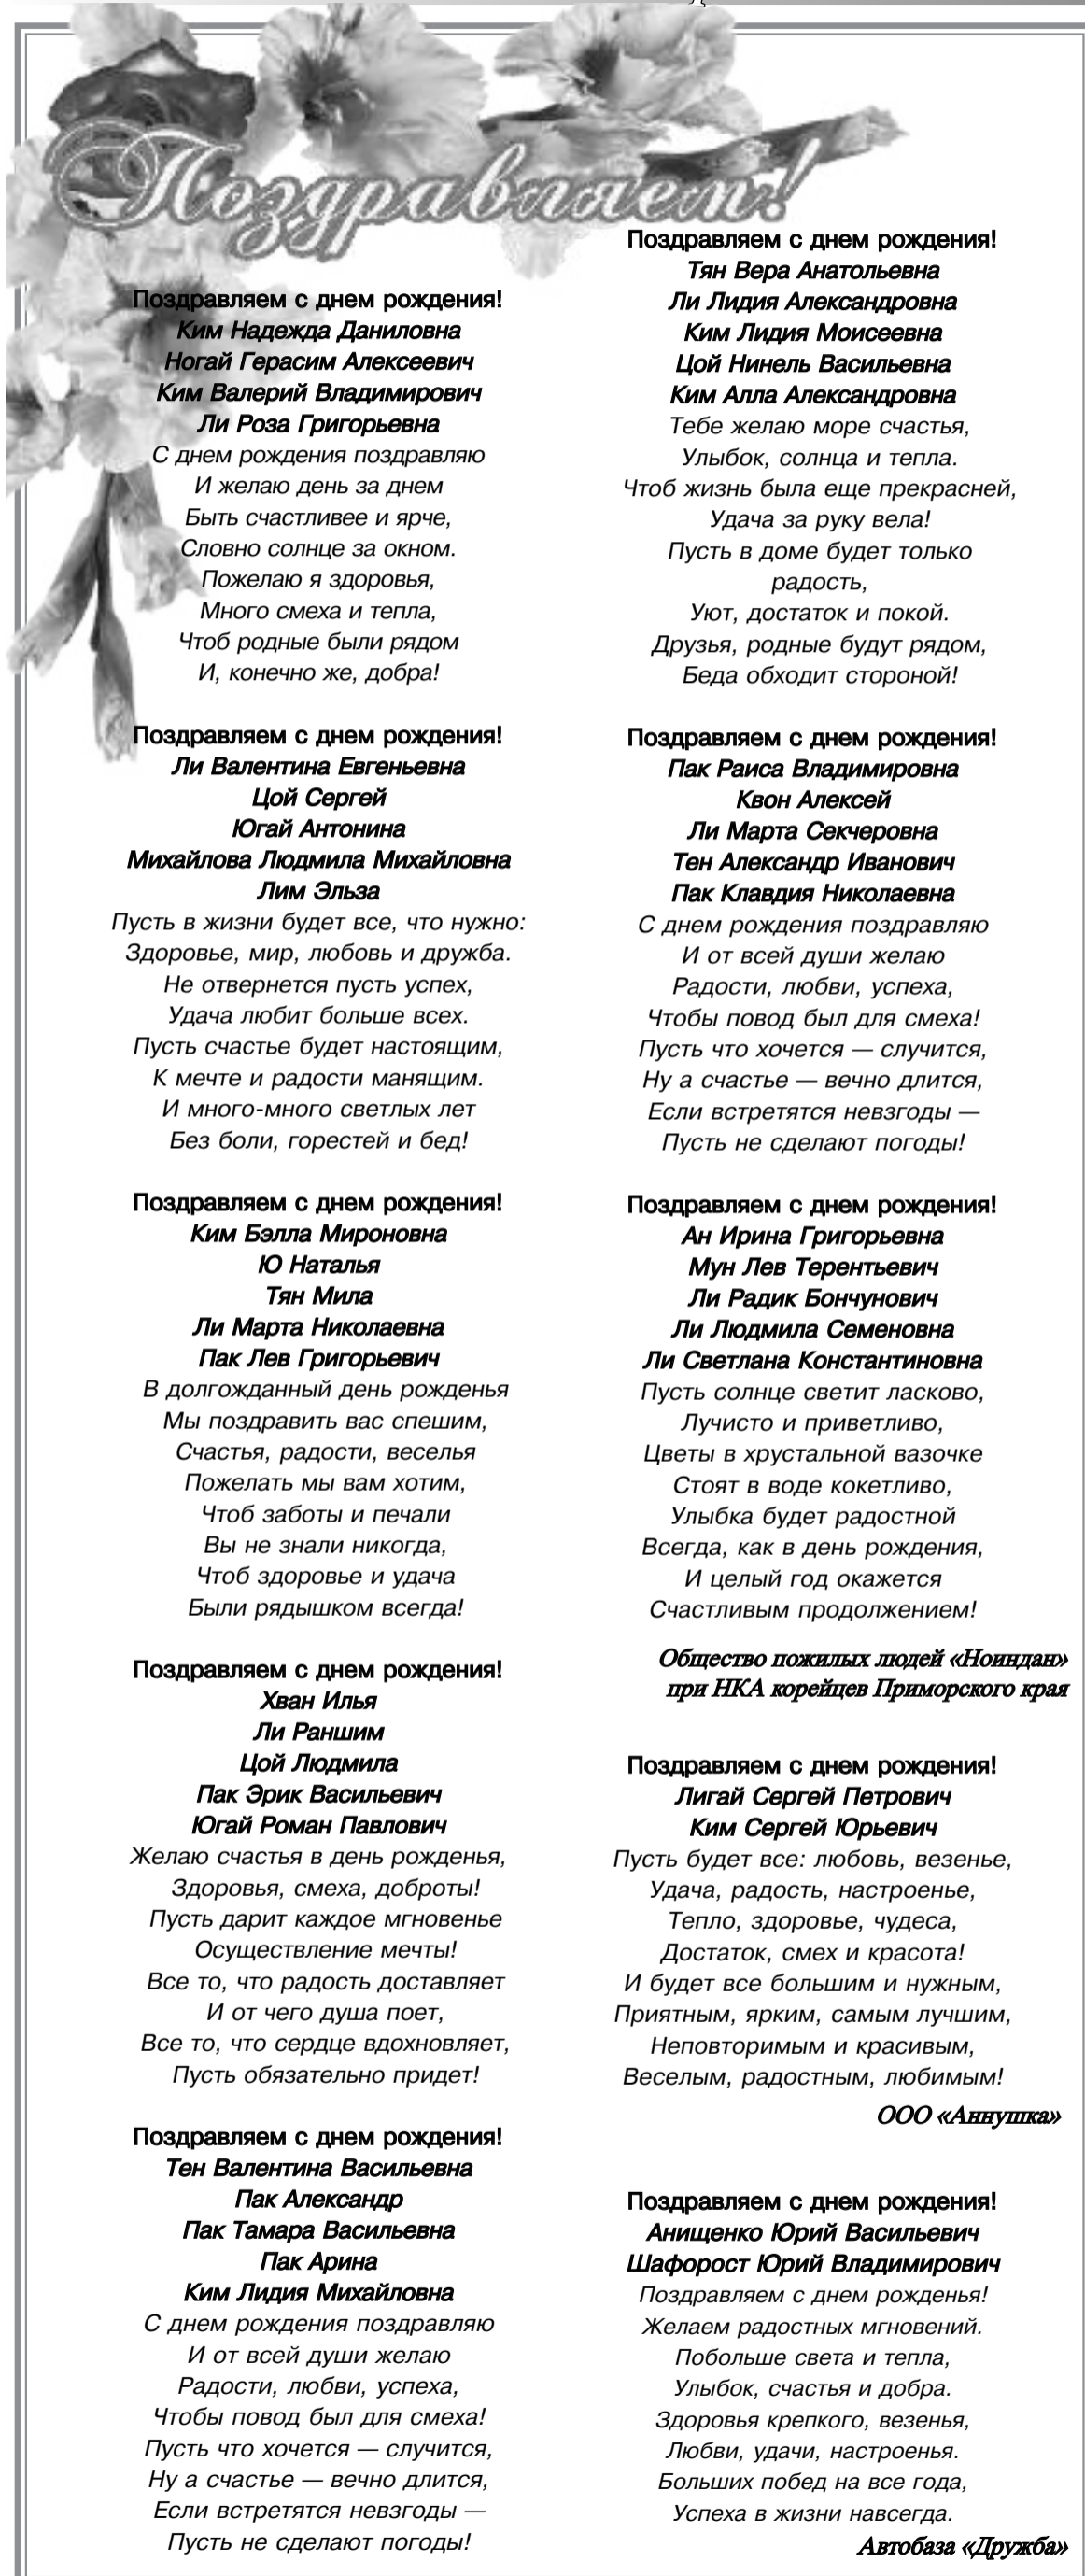 Поздравляем!
Поздравляем с днем рождения!
Ким Надежда Даниловна
Ногай Герасим Алексеевич
Ким Валерий Владимирович
Ли Роза Григорьевна
С днем рождения поздравляю
И желаю день за днем
Быть счастливее и ярче,
Словно солнце за окном.
Пожелаю я здоровья,
Много смеха и тепла,
Чтоб родные были рядом
И, конечно же, добра!
Поздравляем с днем рождения!
Ли Валентина Евгеньевна
Цой Сергей
Югай Антонина
Михайлова Людмила Михайловна
Лим Эльза
Пусть в жизни будет все, что нужно:
Здоровье, мир, любовь и дружба.
Не отвернется пусть успех,
Удача любит больше всех.
Пусть счастье будет настоящим,
К мечте и радости манящим.
И много-много светлых лет
Без боли, горестей и бед!
Поздравляем с днем рождения!
Ким Бэлла Мироновна
Ю Наталья
Тян Мила
Ли Марта Николаевна
Пак Лев Григорьевич
В долгожданный день рожденья
Мы поздравить вас спешим,
Счастья, радости, веселья
Пожелать мы вам хотим,
Чтоб заботы и печали
Вы не знали никогда,
Чтоб здоровье и удача
Были рядышком всегда!
Поздравляем с днем рождения!
Хван Илья
Ли Раншим
Цой Людмила
Пак Эрик Васильевич
Югай Роман Павлович
Желаю счастья в день рожденья,
Здоровья, смеха, доброты!
Пусть дарит каждое мгновенье
Осуществление мечты!
Все то, что радость доставляет
И от чего душа поет,
Все то, что сердце вдохновляет,
Пусть обязательно придет!
Поздравляем с днем рождения!
Тен Валентина Васильевна
Пак Александр
Пак Тамара Васильевна
Пак Арина
Ким Лидия Михайловна
С днем рождения поздравляю
И от всей души желаю
Радости, любви, успеха,
Чтобы повод был для смеха!
Пусть что хочется — случится,
Ну а счастье — вечно длится,
Если встретятся невзгоды —
Пусть не сделают погоды!
Поздравляем с днем рождения!
Тян Вера Анатольевна
Ли Лидия Александровна
Ким Лидия Моисеевна
Цой Нинель Васильевна
Ким Алла Александровна
Тебе желаю море счастья,
Улыбок, солнца и тепла.
Чтоб жизнь была еще прекрасней,
Удача за руку вела!
Пусть в доме будет только
радость,
Уют, достаток и покой.
Друзья, родные будут рядом,
Беда обходит стороной!
Поздравляем с днем рождения!
Пак Раиса Владимировна
Квон Алексей
Ли Марта Секчеровна
Тен Александр Иванович
Пак Клавдия Николаевна
С днем рождения поздравляю
И от всей души желаю
Радости, любви, успеха,
Чтобы повод был для смеха!
Пусть что хочется — случится,
Ну а счастье — вечно длится,
Если встретятся невзгоды —
Пусть не сделают погоды!
Поздравляем с днем рождения!
Ан Ирина Григорьевна
Мун Лев Терентьевич
Ли Радик Бончунович
Ли Людмила Семеновна
Ли Светлана Константиновна
Пусть солнце светит ласково,
Лучисто и приветливо,
Цветы в хрустальной вазочке
Стоят в воде кокетливо,
Улыбка будет радостной
Всегда, как в день рождения,
И целый год окажется
Счастливым продолжением!
Общество пожилых людей «Ноиндан»
при НКА корейцев Приморского края
Поздравляем с днем рождения!
Лигай Сергей Петрович
Ким Сергей Юрьевич
Пусть будет все: любовь, везенье,
Удача, радость, настроенье,
Тепло, здоровье, чудеса,
Достаток, смех и красота!
И будет все большим и нужным,
Приятным, ярким, самым лучшим,
Неповторимым и красивым,
Веселым, радостным, любимым!
ООО «Аннушка»
Поздравляем с днем рождения!
Анищенко Юрий Васильевич
Шафорост Юрий Владимирович
Поздравляем с днем рожденья!
Желаем радостных мгновений.
Побольше света и тепла,
Улыбок, счастья и добра.
Здоровья крепкого, везенья,
Любви, удачи, настроенья.
Больших побед на все года,
Успеха в жизни навсегда.
Автобаза «Дружба»